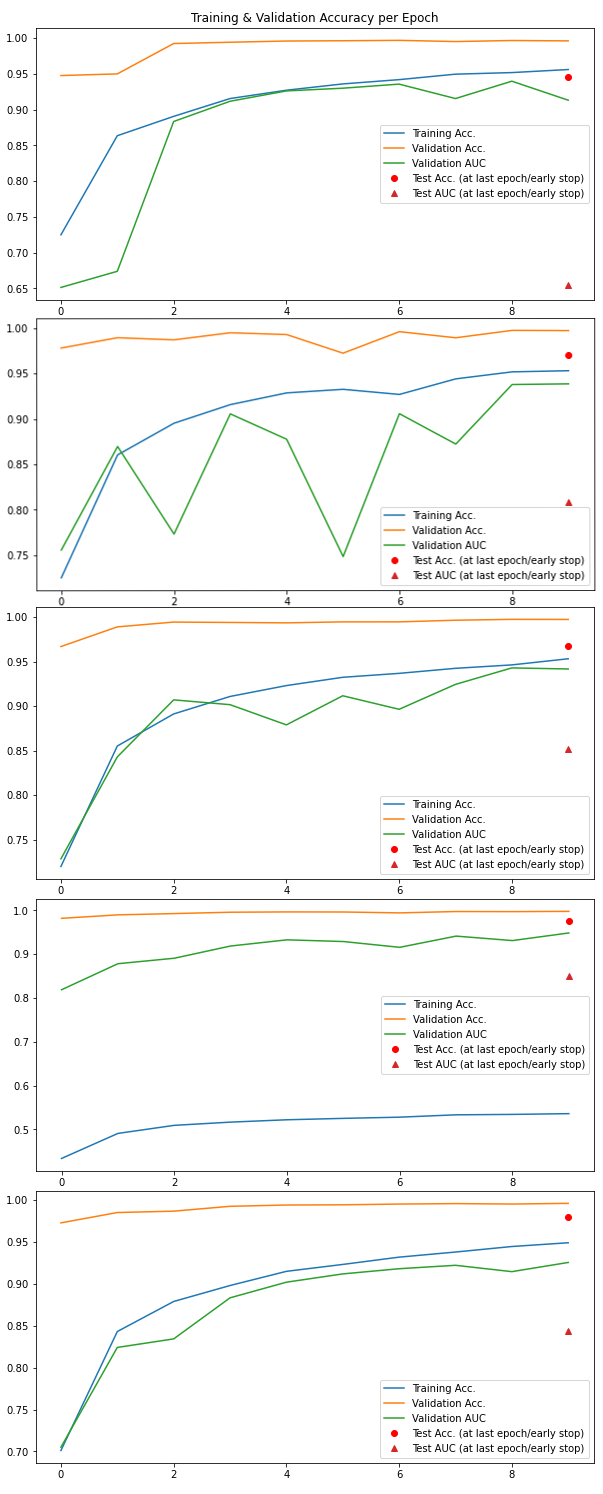 Training & Validation Accuracy per Epoch
1.00
0.95
0.90
0.85
0.80
0.75
0.70
0.65
Training Acc.
Validation Acc.
Validation AUC
Test Acc. (at last epoch/early stop)
Test AUC (at last epoch/early stop)
0 2 4 6 8
1.00
0.95
0.90
0.85
0.80
0.75
Training Acc.
Validation Acc.
Validation AUC
Test Acc. (at last epoch/early stop)
Test AUC (at last epoch/early stop)
0 2 4 6 8
1.00
0.95
0.90
0.85
0.80
0.75
Training Acc.
Validation Acc.
Validation AUC
Test Acc. (at last epoch/early stop)
Test AUC (at last epoch/early stop)
0 2 4 6 8
1.0
0.9
0.8
0.7
0.6
0.5
Training Acc.
Validation Acc.
Validation AUC
Test Acc. (at last epoch/early stop)
Test AUC (at last epoch/early stop)
0 2 4 6 8
1.00
0.95
0.90
0.85
0.80
0.75
0.70
Training Acc.
Validation Acc.
Validation AUC
Test Acc. (at last epoch/early stop)
Test AUC (at last epoch/early stop)
0 2 4 6 8